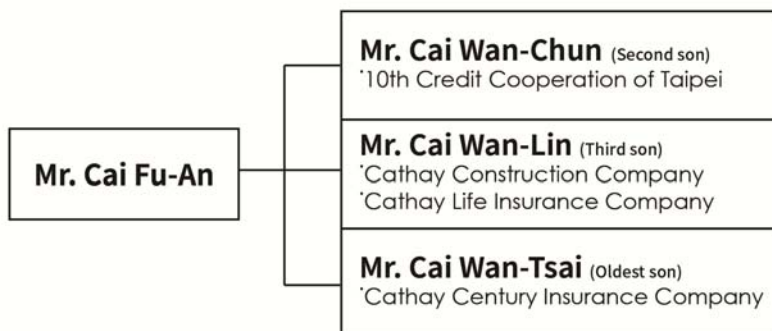 Mr. Cai Fu-An
Mr. Cai Wan-Chun (Second son)
·10th Credit Cooperation of Taipei
Mr. Cai Wan-Lin (Third son)
·Cathay Construction Company
·Cathay Life Insurance Company
Mr. Cai Wan-Tsai (Oldest son)
·Cathay Century Insurance Company